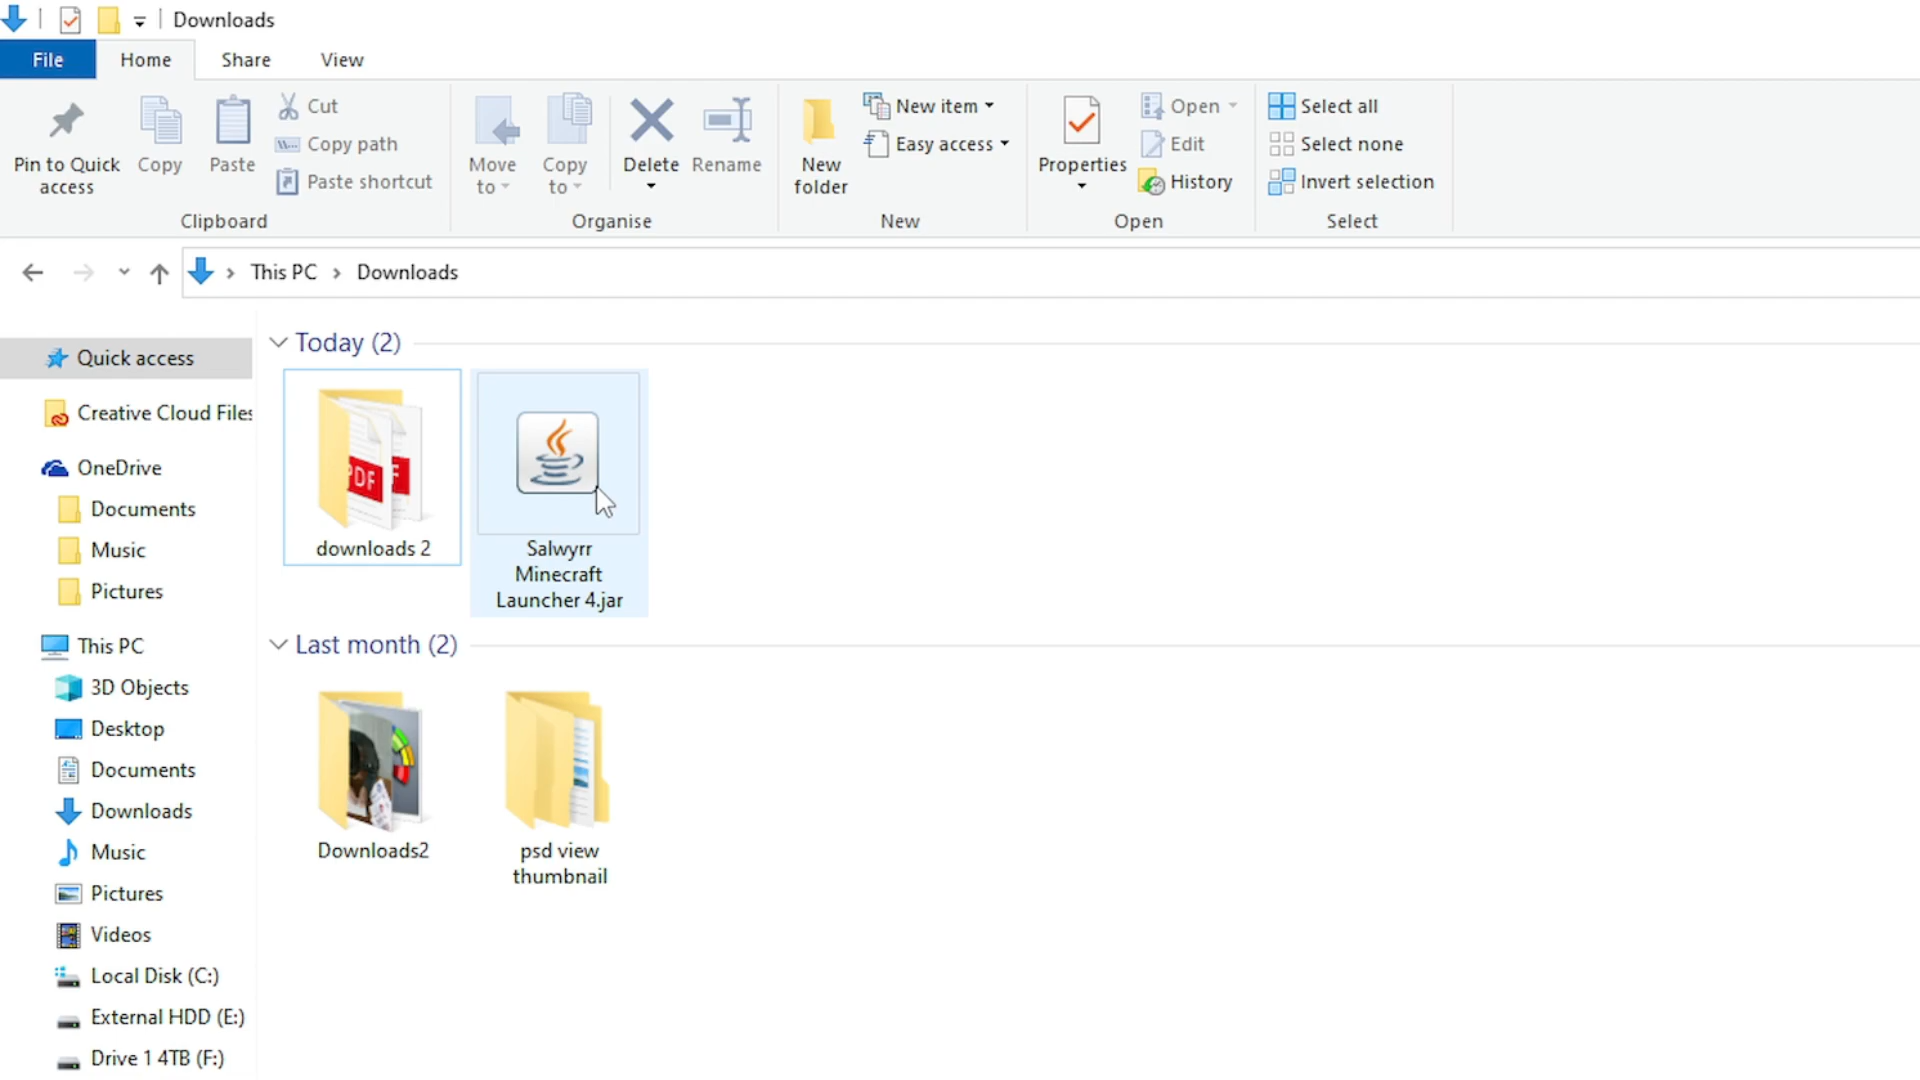 Downloads
File Home Share View
Pin to Quick access
Copy
Paste
Cut
Copy path
Paste shortcut
Clipboard
Move to
Copy to
Delete
Rename
Organise
New folder
New item
Easy access
New
Properties
Open
Edit
History
Open
Select all
Select none
Invert selection
Select
This PC > Downloads
Quick access
Creative Cloud Files
OneDrive
Documents
Music
Pictures
This PC
3D Objects
Desktop
Documents
Downloads
Music
Pictures
Videos
Local Disk (C:)
External HDD (E:)
Drive 1 4TB (F:)
Today (2)
PDF
F
downloads 2
Salwyrr
Minecraft
Launcher 4.jar
Last month (2)
Downloads2
psd view
thumbnail